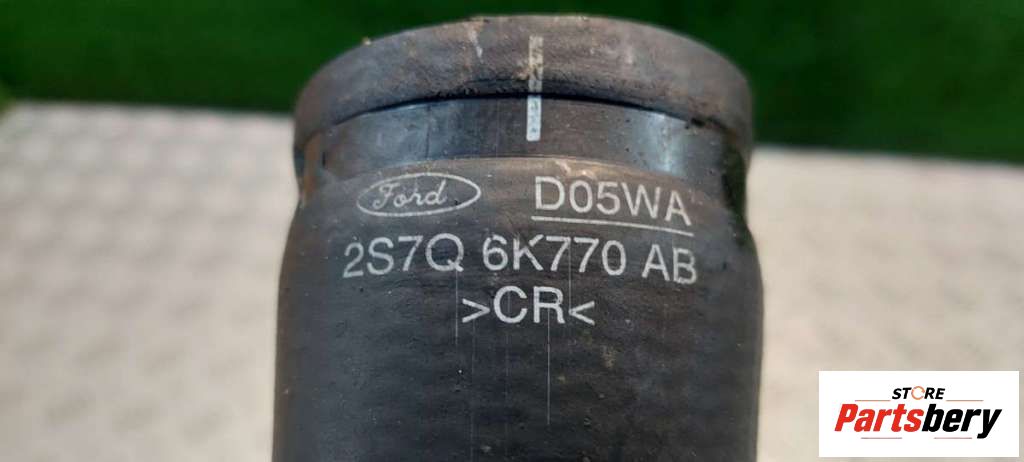 Ford D05WA
2S7Q 6K770 AB
>CR<
STORE
Partsbery